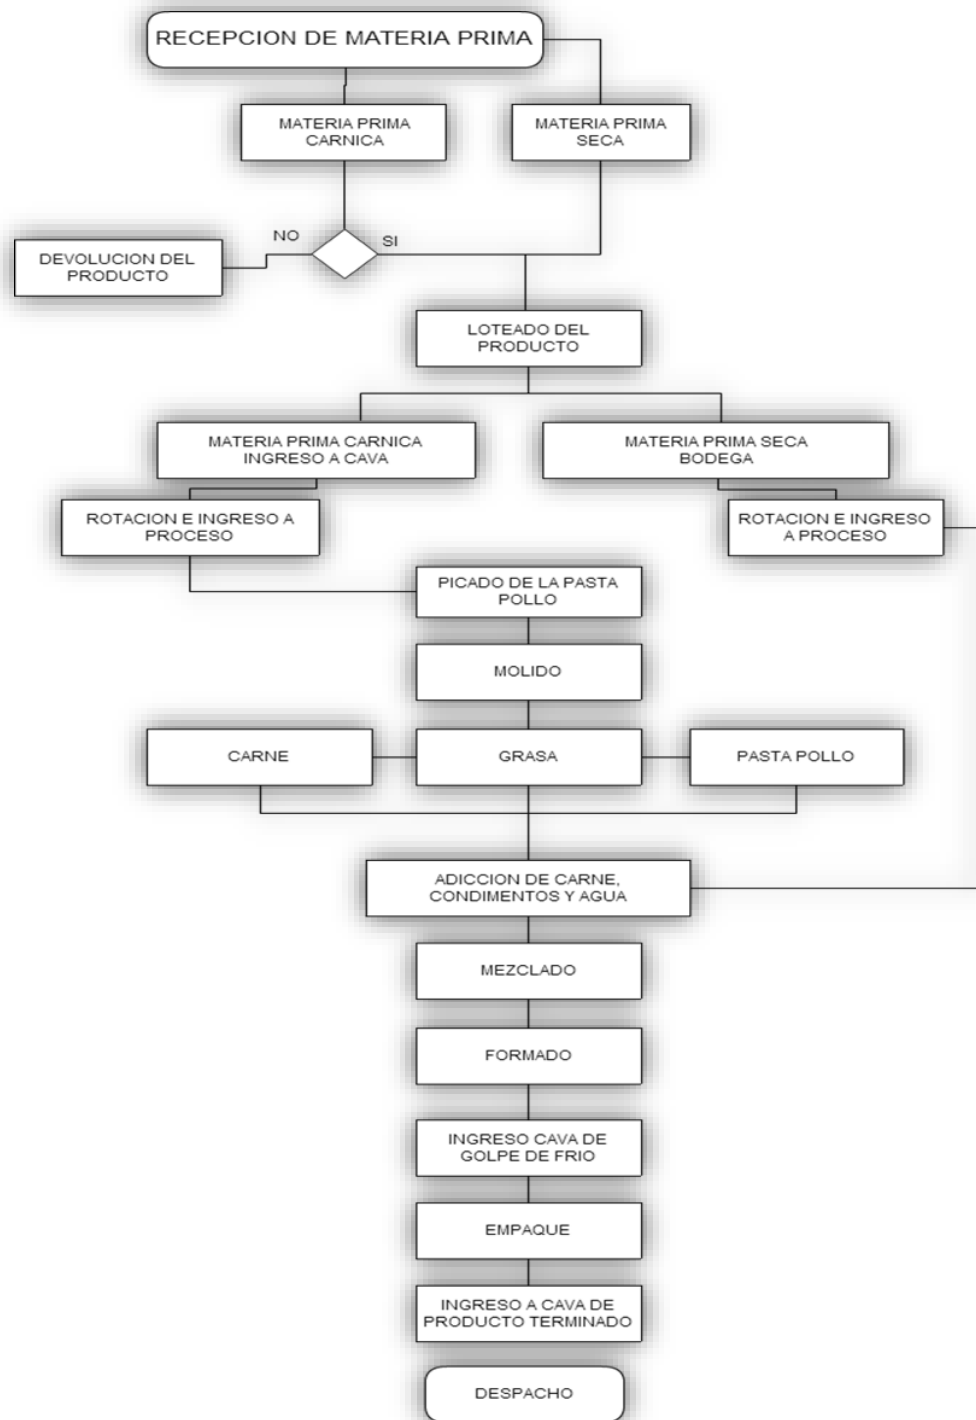 RECEPCION DE MATERIA PRIMA
MATERIA PRIMA
CARNICA
MATERIA PRIMA
SECA
NO
SI
DEVOLUCION DEL
PRODUCTO
LOTEADO DEL
PRODUCTO
MATERIA PRIMA CARNICA
INGRESO A CAVA
MATERIA PRIMA SECA
BODEGA
ROTACION E INGRESO A
PROCESO
ROTACION E INGRESO
A PROCESO
PICADO DE LA PASTA
POLLO
MOLIDO
CARNE
GRASA
PASTA POLLO
ADICCION DE CARNE,
CONDIMENTOS Y AGUA
MEZCLADO
FORMADO
INGRESO CAVA DE
GOLPE DE FRIO
EMPAQUE
INGRESO A CAVA DE
PRODUCTO TERMINADO
DESPACHO